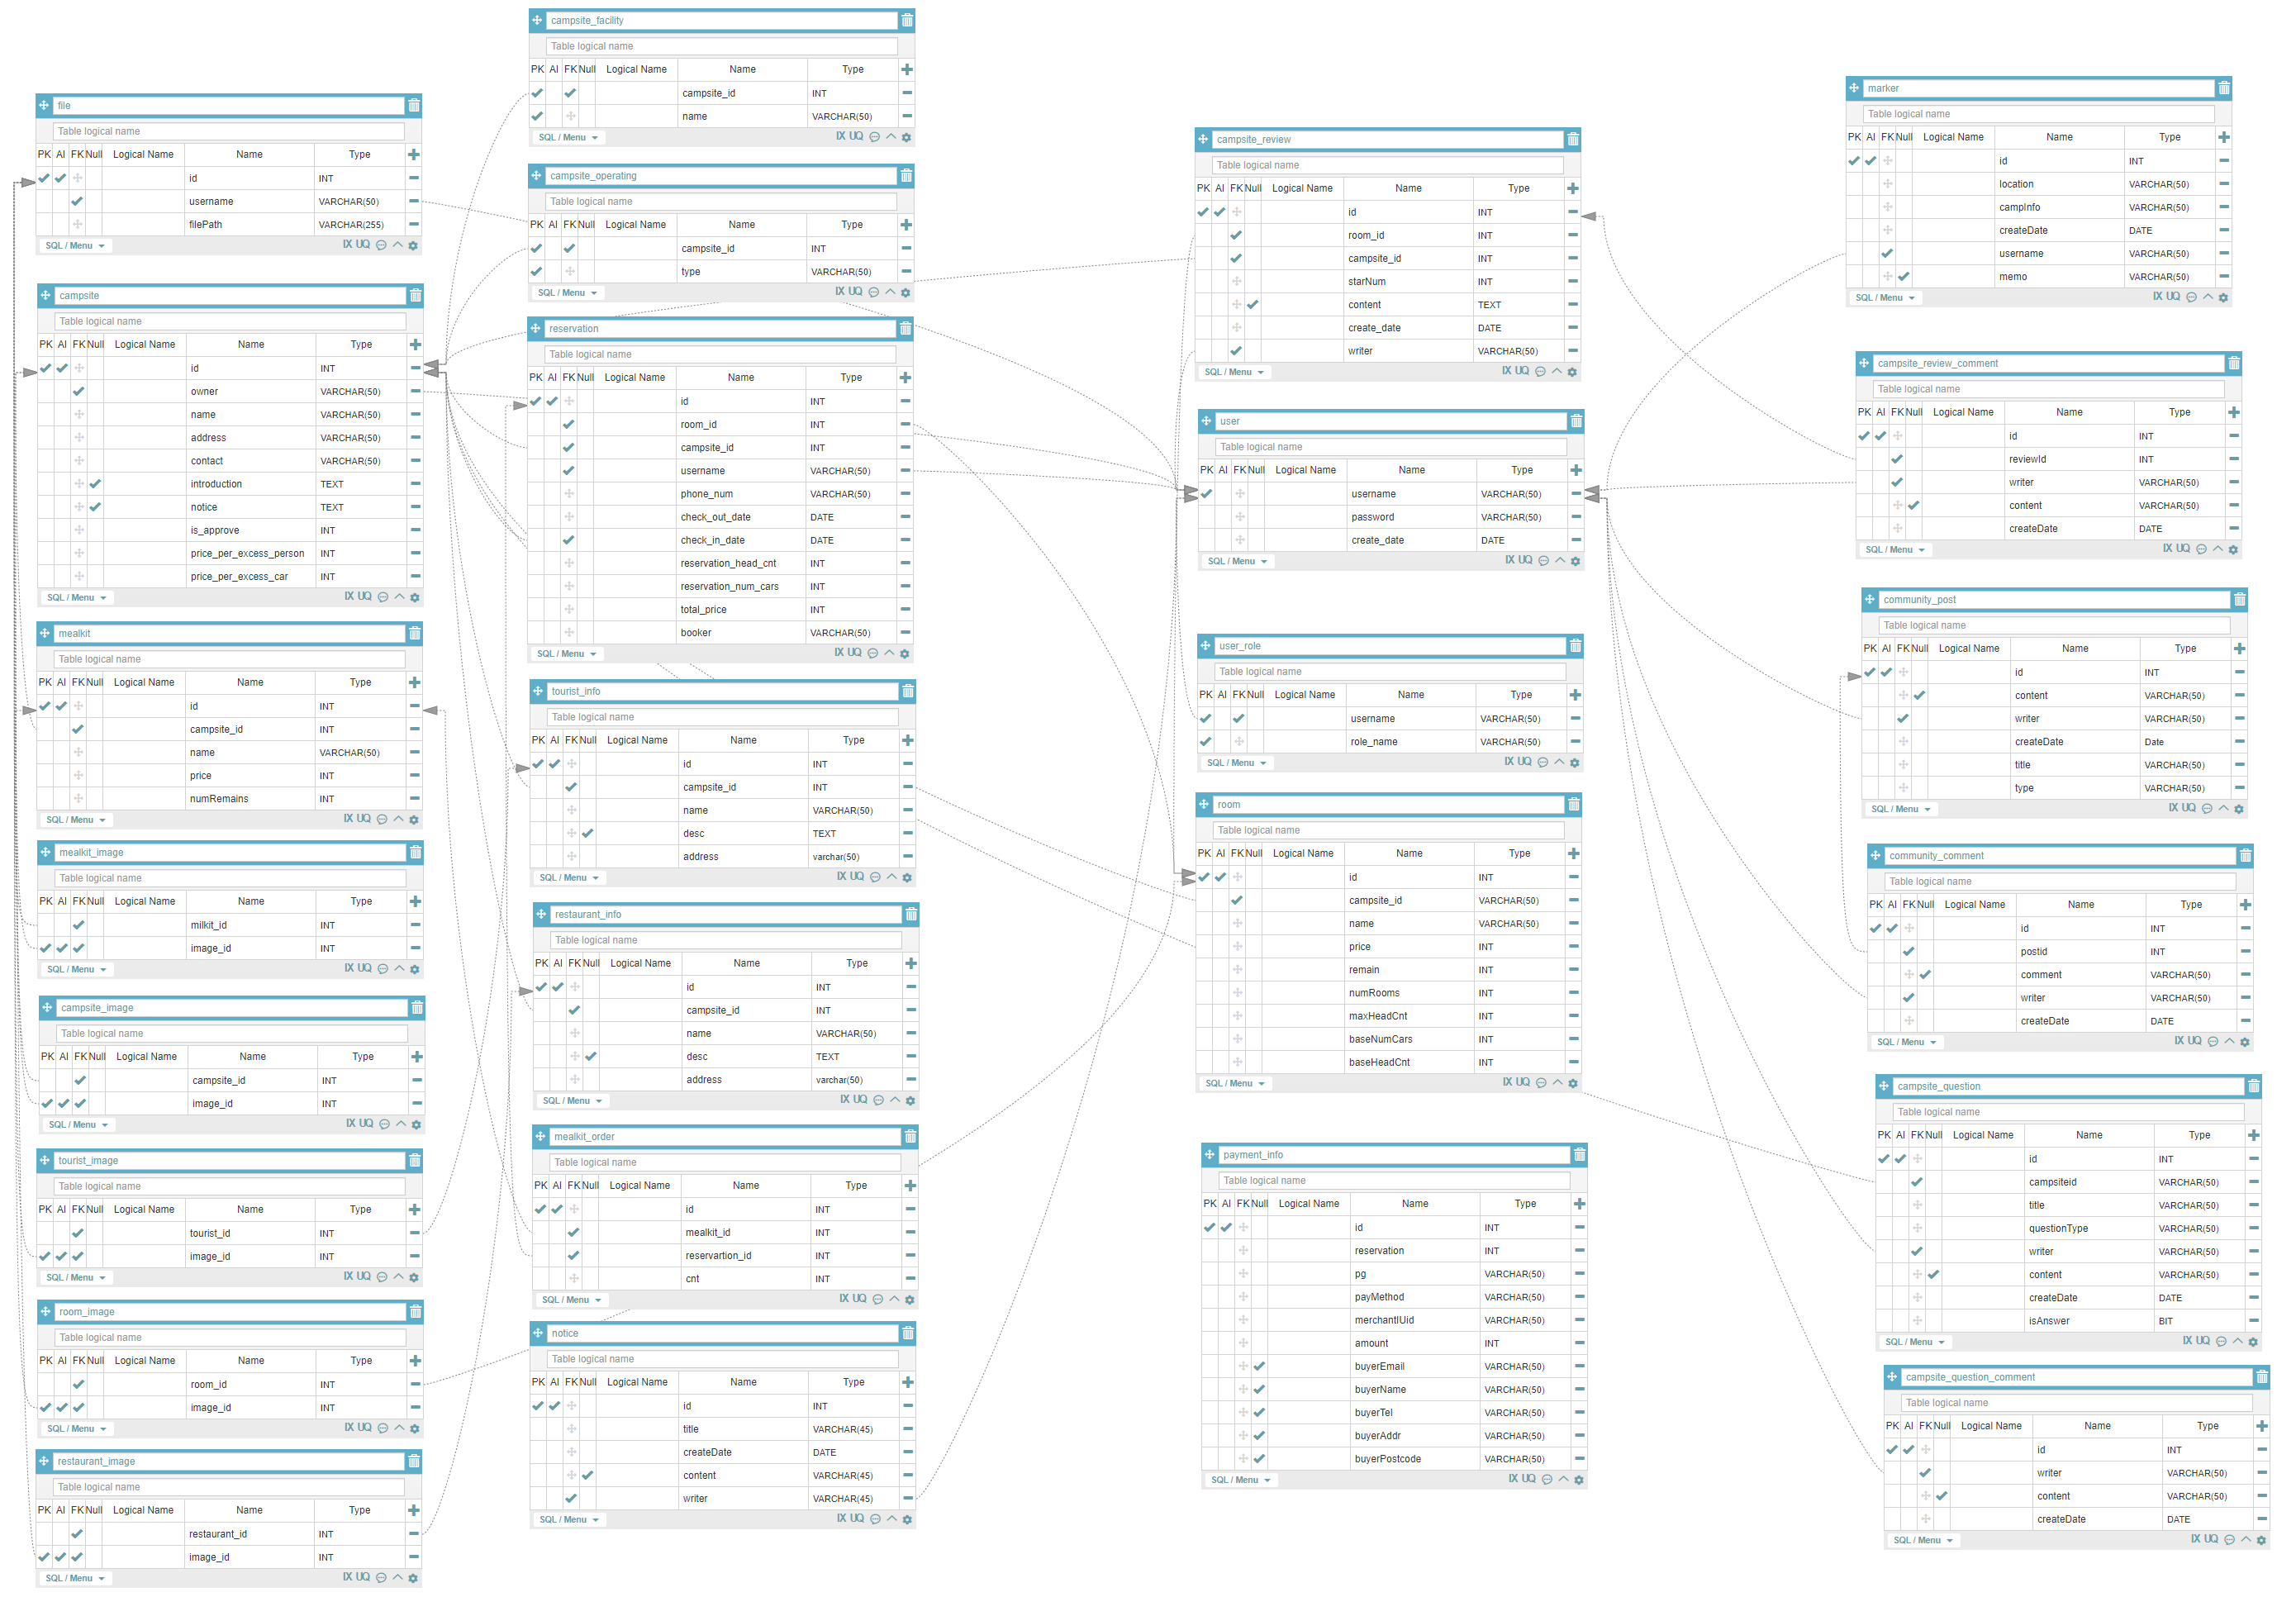 file
Table logical name
PK AI FK Null Logical Name Name Type
id INT
username VARCHAR(50)
filePath VARCHAR(255)
SQL / Menu IX UQ
campsite
Table logical name
PK AI FK Null Logical Name Name Type
id INT
owner VARCHAR(50)
name VARCHAR(50)
address VARCHAR(50)
contact VARCHAR(50)
introduction TEXT
notice TEXT
is_approve INT
price_per_excess_person INT
price_per_excess_car INT
SQL / Menu IX UQ
mealkit
Table logical name
PK AI FK Null Logical Name Name Type
id INT
campsite_id INT
name VARCHAR(50)
price INT
numRemains INT
SQL / Menu IX UQ
mealkit_image
Table logical name
PK AI FK Null Logical Name Name Type
milkit_id INT
image_id INT
SQL / Menu IX UQ
campsite_image
Table logical name
PK AI FK Null Logical Name Name Type
campsite_id INT
image_id INT
SQL / Menu IX UQ
tourist_image
Table logical name
PK AI FK Null Logical Name Name Type
tourist_id INT
image_id INT
SQL / Menu IX UQ
room_image
Table logical name
PK AI FK Null Logical Name Name Type
room_id INT
image_id INT
SQL / Menu IX UQ
restaurant_image
Table logical name
PK AI FK Null Logical Name Name Type
restaurant_id INT
image_id INT
SQL / Menu IX UQ
campsite_facility
Table logical name
PK AI FK Null Logical Name Name Type
campsite_id INT
name VARCHAR(50)
SQL / Menu IX UQ
campsite_operating
Table logical name
PK AI FK Null Logical Name Name Type
campsite_id INT
type VARCHAR(50)
SQL / Menu IX UQ
reservation
Table logical name
PK AI FK Null Logical Name Name Type
id INT
room_id INT
campsite_id INT
username VARCHAR(50)
phone_num VARCHAR(50)
check_out_date DATE
check_in_date DATE
reservation_head_cnt INT
reservation_num_cars INT
total_price INT
booker VARCHAR(50)
SQL / Menu IX UQ
tourist_info
Table logical name
PK AI FK Null Logical Name Name Type
id INT
campsite_id INT
name VARCHAR(50)
desc TEXT
address varchar(50)
SQL / Menu IX UQ
restaurant_info
Table logical name
PK AI FK Null Logical Name Name Type
id INT
campsite_id INT
name VARCHAR(50)
desc TEXT
address varchar(50)
SQL / Menu IX UQ
mealkit_order
Table logical name
PK AI FK Null Logical Name Name Type
id INT
mealkit_id INT
reservartion_id INT
cnt INT
SQL / Menu IX UQ
notice
Table logical name
PK AI FK Null Logical Name Name Type
id INT
title VARCHAR(45)
createDate DATE
content VARCHAR(45)
writer VARCHAR(45)
SQL / Menu IX UQ
campsite_review
Table logical name
PK AI FK Null Logical Name Name Type
id INT
room_id INT
campsite_id INT
starNum INT
content TEXT
create_date DATE
writer VARCHAR(50)
SQL / Menu IX UQ
user
Table logical name
PK AI FK Null Logical Name Name Type
username VARCHAR(50)
password VARCHAR(50)
create_date DATE
SQL / Menu IX UQ
user_role
Table logical name
PK AI FK Null Logical Name Name Type
username VARCHAR(50)
role_name VARCHAR(50)
SQL / Menu IX UQ
room
Table logical name
PK AI FK Null Logical Name Name Type
id INT
campsite_id VARCHAR(50)
name VARCHAR(50)
price INT
remain INT
numRooms INT
maxHeadCnt INT
baseNumCars INT
baseHeadCnt INT
SQL / Menu IX UQ
payment_info
Table logical name
PK AI FK Null Logical Name Name Type
id INT
reservation INT
pg VARCHAR(50)
payMethod VARCHAR(50)
merchantIUid VARCHAR(50)
amount INT
buyerEmail VARCHAR(50)
buyerName VARCHAR(50)
buyerTel VARCHAR(50)
buyerAddr VARCHAR(50)
buyerPostcode VARCHAR(50)
SQL / Menu IX UQ
marker
Table logical name
PK AI FK Null Logical Name Name Type
id INT
location VARCHAR(50)
campInfo VARCHAR(50)
createDate DATE
username VARCHAR(50)
memo VARCHAR(50)
SQL / Menu IX UQ
campsite_review_comment
Table logical name
PK AI FK Null Logical Name Name Type
id INT
reviewId INT
writer VARCHAR(50)
content VARCHAR(50)
createDate DATE
SQL / Menu IX UQ
community_post
Table logical name
PK AI FK Null Logical Name Name Type
id INT
content VARCHAR(50)
writer VARCHAR(50)
createDate Date
title VARCHAR(50)
type VARCHAR(50)
SQL / Menu IX UQ
community_comment
Table logical name
PK AI FK Null Logical Name Name Type
id INT
postid INT
comment VARCHAR(50)
writer VARCHAR(50)
createDate DATE
SQL / Menu IX UQ
campsite_question
Table logical name
PK AI FK Null Logical Name Name Type
id INT
campsiteid VARCHAR(50)
title VARCHAR(50)
questionType VARCHAR(50)
writer VARCHAR(50)
content VARCHAR(50)
createDate DATE
isAnswer BIT
SQL / Menu IX UQ
campsite_question_comment
Table logical name
PK AI FK Null Logical Name Name Type
id INT
writer VARCHAR(50)
content VARCHAR(50)
createDate DATE
SQL / Menu IX UQ